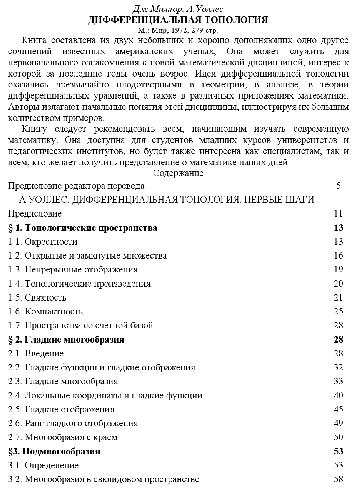 Дж. Милнор, А. Уоллес
ДИФФЕРЕНЦИАЛЬНАЯ ТОПОЛОГИЯ
М.: Мир, 1972, 279 стр.
Книга составлена из двух небольших и хорошо дополняющих одно другое
сочинений известных американских ученых. Она может служить для
первоначального ознакомления с новой математической дисциплиной, интерес к
которой за последние годы очень возрос. Идеи дифференциальной топологии
оказались чрезвычайно плодотворными в геометрии, в анализе, в теории
дифференциальных уравнений, а также в различных приложениях математики.
Авторы излагают начальные понятия этой дисциплины, иллюстрируя их большим
количеством примеров.
Книгу следует рекомендовать всем, начинающим изучать современную
математику. Она доступна для студентов младших курсов университетов и
педагогических институтов, но будет также интересна как специалистам, так и
всем, кто желает получить представление о математике наших дней
Содержание
Предисловие редактора перевода 5
А УОЛЛЕС. ДИФФЕРЕНЦИАЛЬНАЯ ТОПОЛОГИЯ. ПЕРВЫЕ ШАГИ
Предисловие 11
§ 1. Топологические пространства 13
1 1. Окрестности 13
1 2. Открытые и замкнутые множества 16
1 3. Непрерывные отображения 19
1 4. Топологические произведения 20
1 5. Связность 21
1 6. Компактность 25
1 7. Пространства со счетной базой 28
§ 2. Гладкие многообразия 28
2 1. Введение 28
2 2. Гладкие функции и гладкие отображения 32
2 3. Гладкие многообразия 33
2 4. Локальные координаты и гладкие функции 40
2 5. Гладкие отображения 45
2 6. Ранг гладкого отображения 49
2 7. Многообразия с краем 50
§3. Подмногообразия 53
3 1. Определение 53
3 2. Многообразия в евклидовом пространстве 58